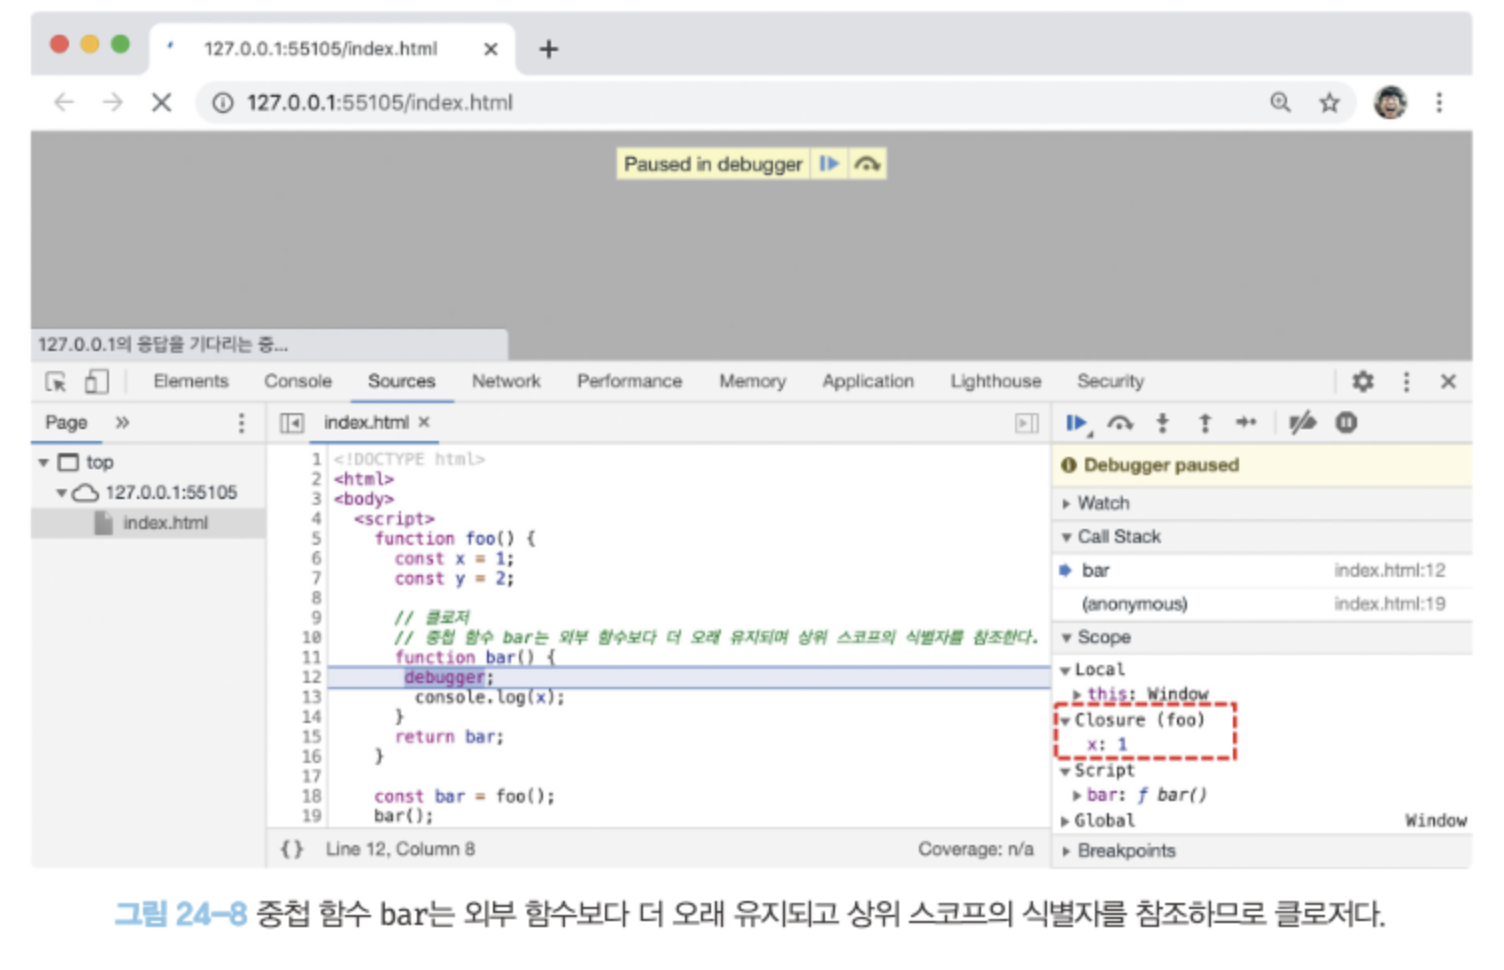 127.0.0.1:55105/index.html
127.0.0.1:55105/index.html
Paused in debugger
127.0.0.1의 응답을 기다리는 중...
Elements Console Sources Network Performance Memory Application Lighthouse Security
Page
index.html
top
127.0.0.1:55105
index.html
1 <!DOCTYPE html>
2 <html>
3 <body>
4 <script>
5 function foo() {
6 const x = 1;
7 const y = 2;
8
9 // 클로저
10 // 중첩 함수 bar는 외부 함수보다 더 오래 유지되며 상위 스코프의 식별자를 참조한다.
11 function bar() {
12 debugger;
13 console.log(x);
14 }
15 return bar;
16 }
17
18 const bar = foo();
19 bar();
{} Line 12, Column 8 Coverage: n/a
Debugger paused
Watch
Call Stack
bar index.html:12
(anonymous) index.html:19
Scope
Local
this: Window
Closure (foo)
x: 1
Script
bar: ƒ bar()
Global Window
Breakpoints
그림 24-8 중첩 함수 bar는 외부 함수보다 더 오래 유지되고 상위 스코프의 식별자를 참조하므로 클로저다.